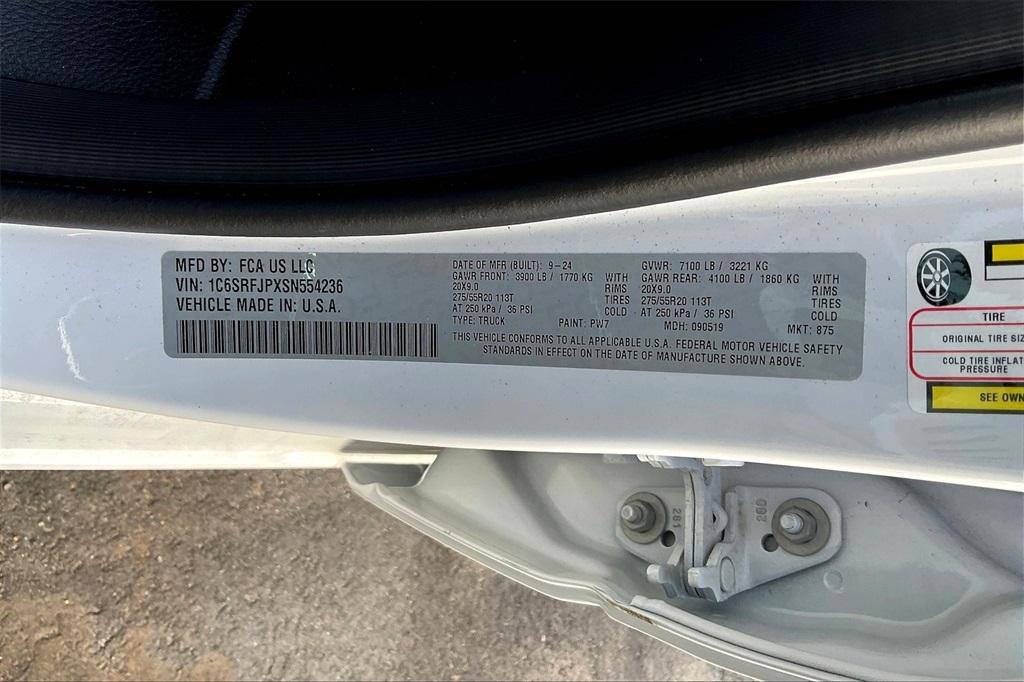 MFD BY: FCA US LLC
VIN: 1C6SRFJPXSN554236
VEHICLE MADE IN U.S.A.
DATE OF MFR (BUILT): 9-24
GAWR FRONT: 3900 LB / 1770 KG WITH
20X9.0 RIMS
275/55R20 113T TIRES
AT 250 kPa / 36 PSI COLD
TYPE: TRUCK PAINT: PW7
GVWR: 7100 LB / 3221 KG
GAWR REAR: 4100 LB / 1860 KG WITH
20X9.0 RIMS
275/55R20 113T TIRES
AT 250 kPa / 36 PSI COLD
MDH: 090519 MKT: 875
THIS VEHICLE CONFORMS TO ALL APPLICABLE U.S.A. FEDERAL MOTOR VEHICLE SAFETY
STANDARDS IN EFFECT ON THE DATE OF MANUFACTURE SHOWN ABOVE.
TIRE
ORIGINAL TIRE SIZ
COLD TIRE INFLAT
PRESSURE
SEE OWN